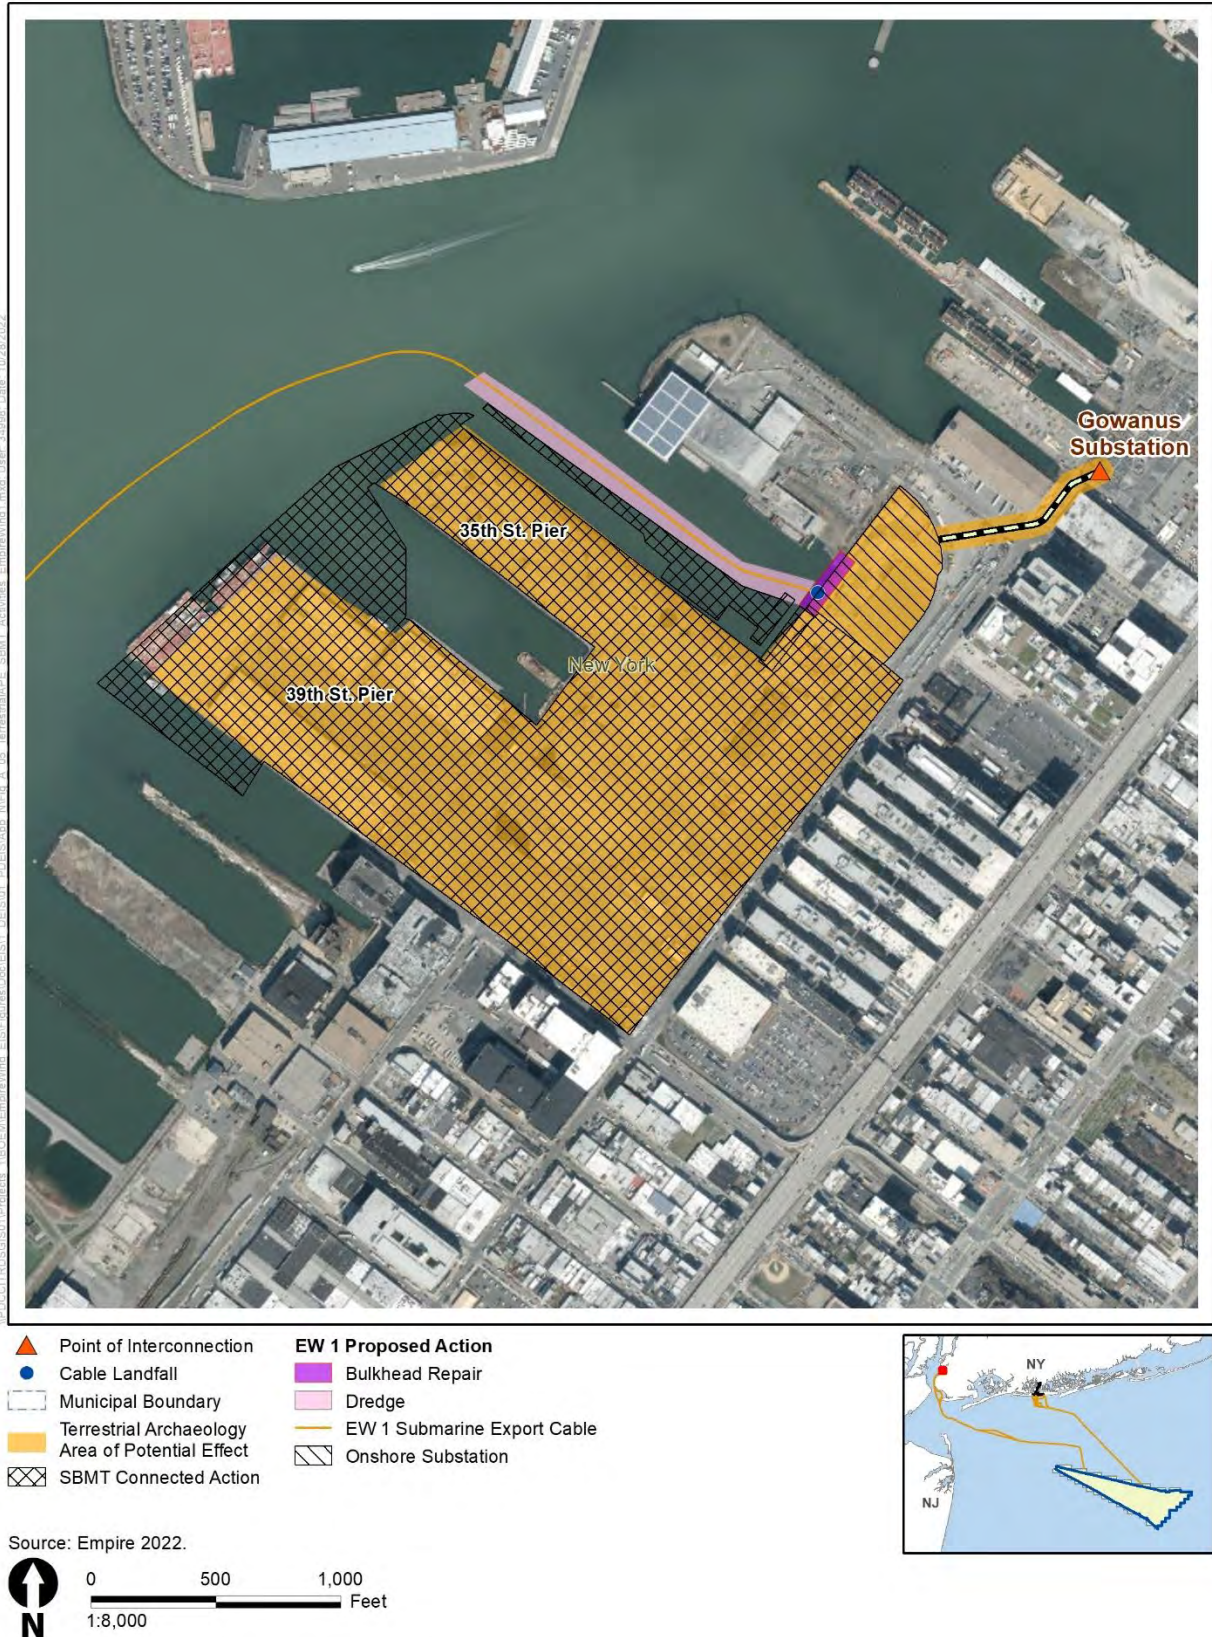 Gowanus
Substation
35th St. Pier
New York
39th St. Pier
Point of Interconnection
Cable Landfall
Municipal Boundary
Terrestrial Archaeology
Area of Potential Effect
SBMT Connected Action
EW 1 Proposed Action
Bulkhead Repair
Dredge
EW 1 Submarine Export Cable
Onshore Substation
NY
NJ
Source: Empire 2022.
N
0 500 1,000
Feet
1:8,000